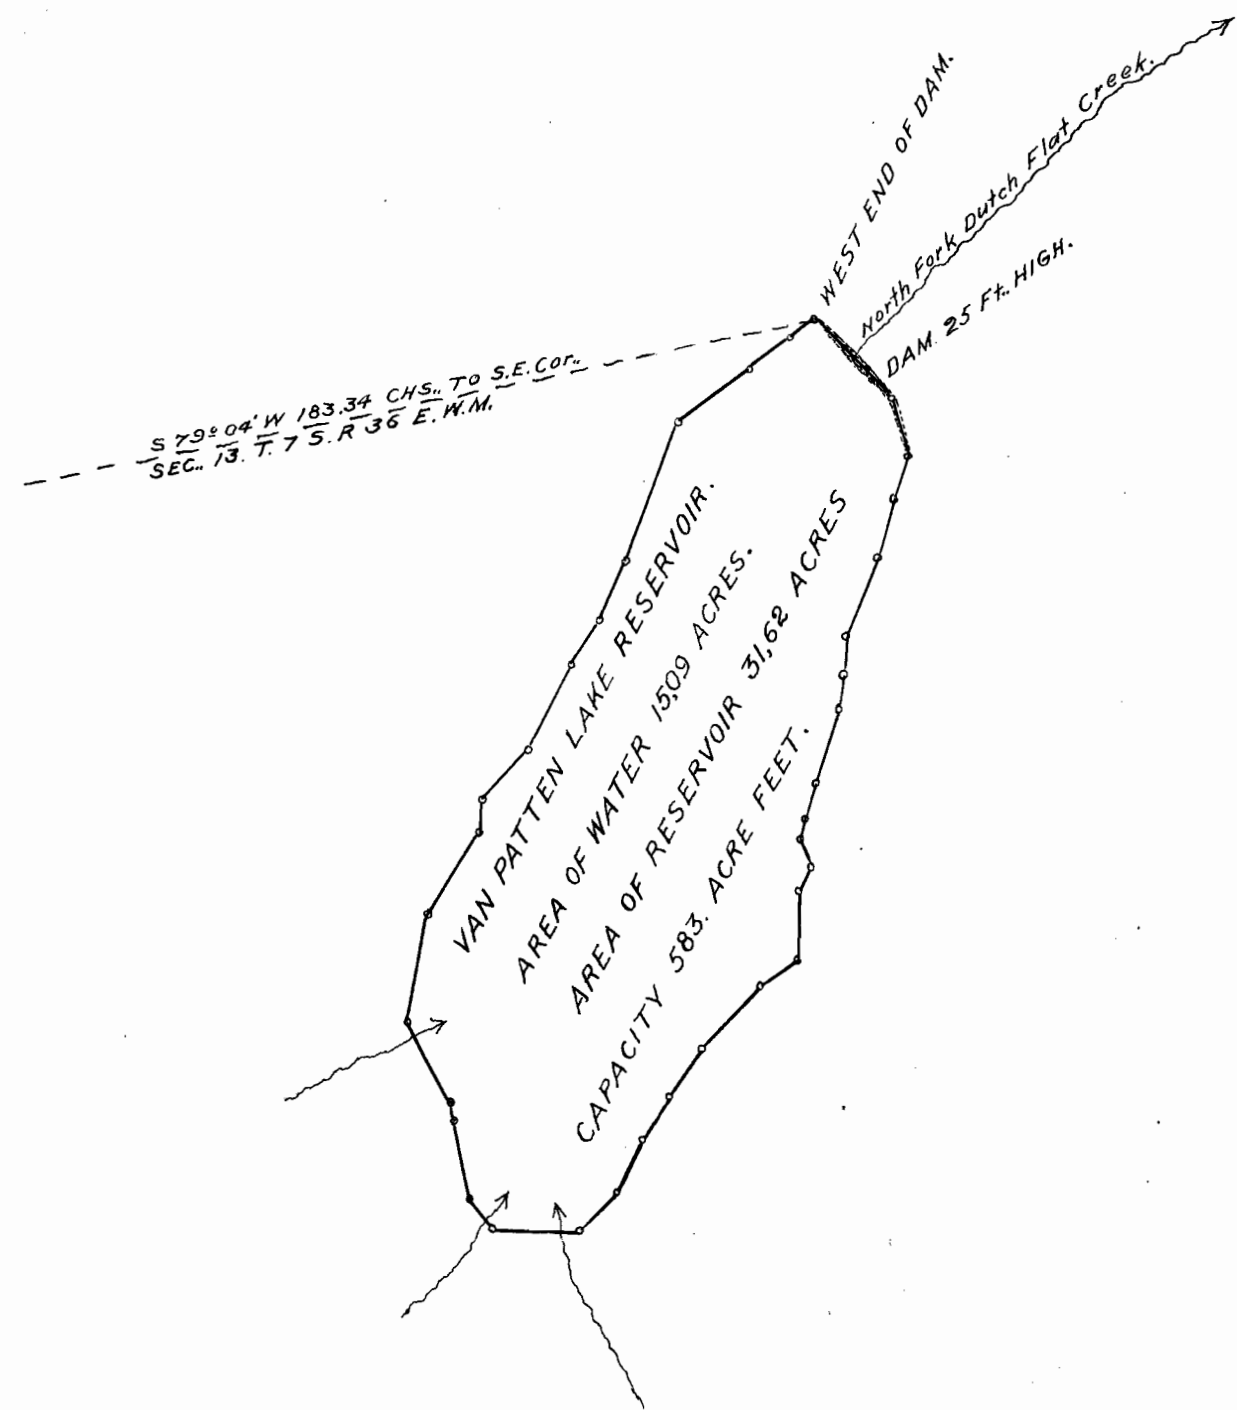 WEST END OF DAM.
North Fork Dutch Flat Creek.
DAM. 25 Ft. HIGH.
S 79° 04' W 183.34 CHS., TO S.E. Cor.,
SEC., 13. T. 7 S. R 36 E. W.M.
VAN PATTEN LAKE RESERVOIR.
AREA OF WATER 15,09 ACRES.
AREA OF RESERVOIR 31,62 ACRES
CAPACITY 583. ACRE FEET.